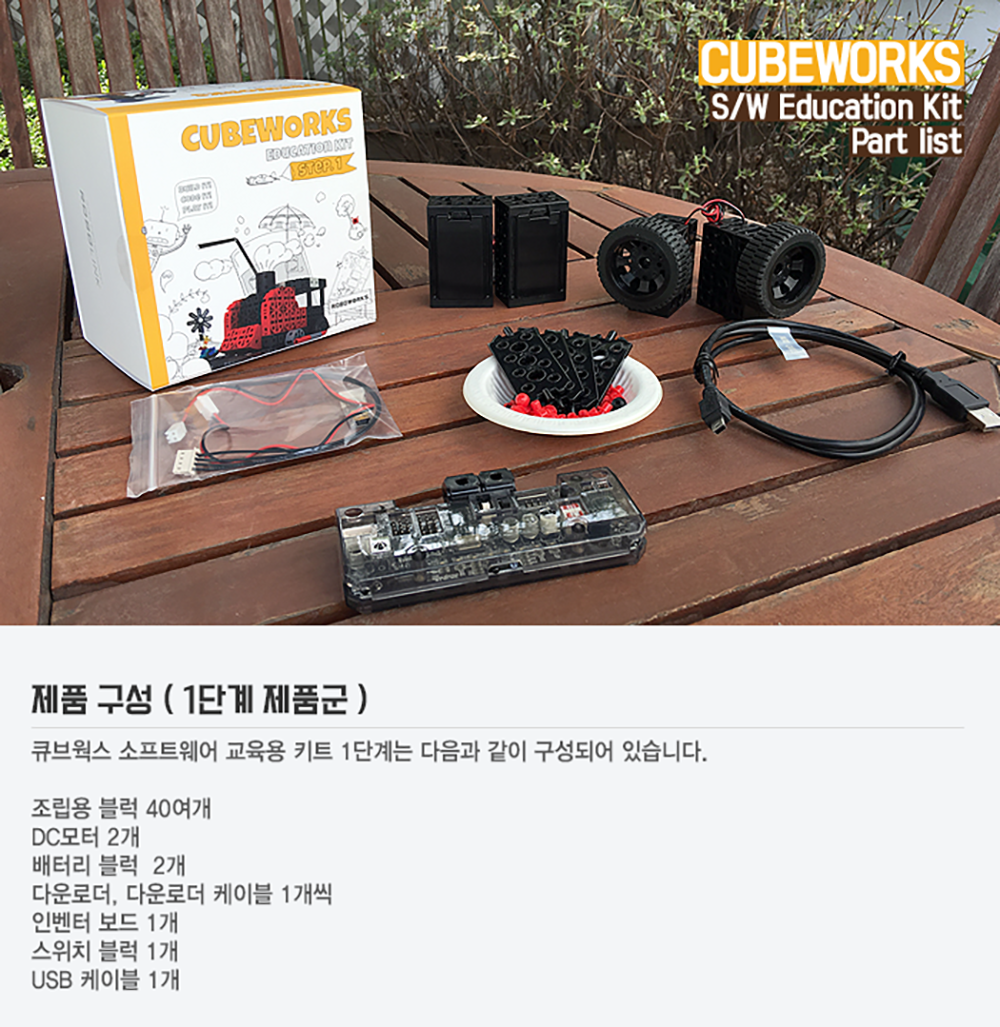 CUBEWORKS
S/W Education Kit
Part list
CUBEWORKS
EDUCATION KIT
STEP.1
BUILD IT!
CODE IT!
PLAY IT!
ROBOWORKS
제품 구성 ( 1단계 제품군 )
큐브웍스 소프트웨어 교육용 키트 1단계는 다음과 같이 구성되어 있습니다.
조립용 블럭 40여개
DC모터 2개
배터리 블럭  2개
다운로더, 다운로더 케이블 1개씩
인벤터 보드 1개
스위치 블럭 1개
USB 케이블 1개